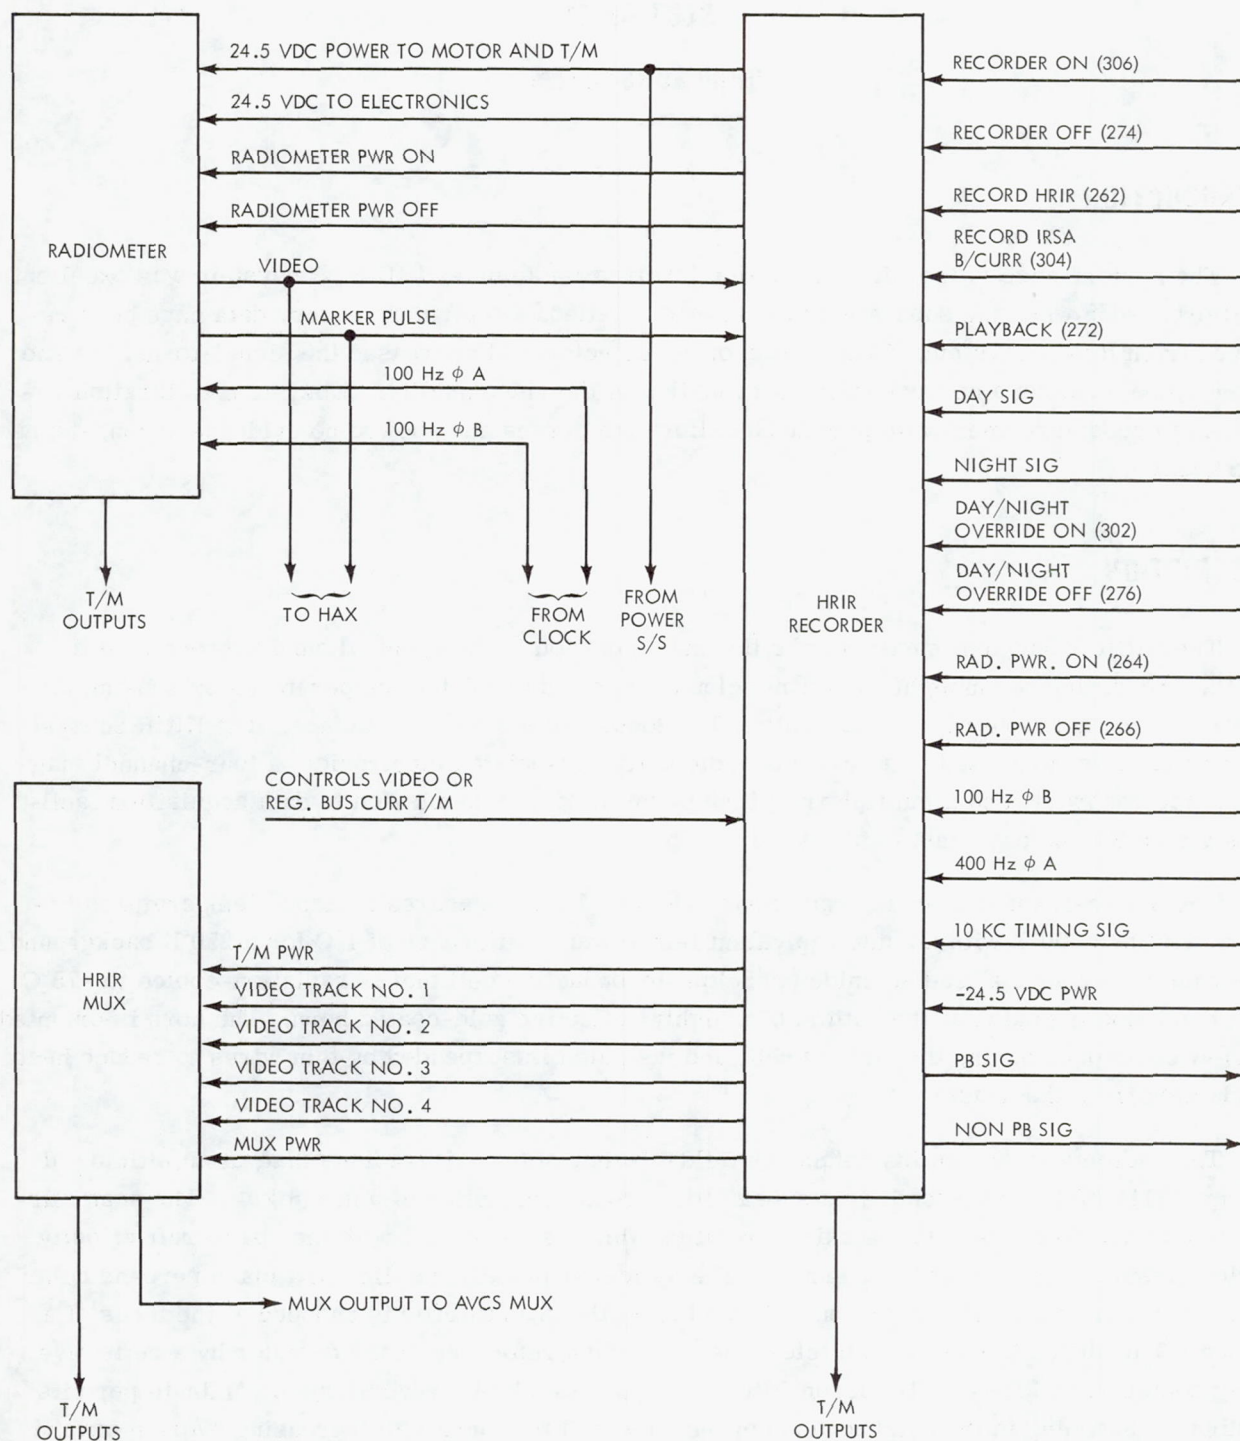 24.5 VDC POWER TO MOTOR AND T/M
24.5 VDC TO ELECTRONICS
RADIOMETER PWR ON
RADIOMETER PWR OFF
RADIOMETER
VIDEO
MARKER PULSE
100 Hz φ A
100 Hz φ B
T/M
OUTPUTS
TO HAX
FROM
CLOCK
FROM
POWER
S/S
HRIR
RECORDER
RECORDER ON (306)
RECORDER OFF (274)
RECORD HRIR (262)
RECORD IRSA
B/CURR (304)
PLAYBACK (272)
DAY SIG
NIGHT SIG
DAY/NIGHT
OVERRIDE ON (302)
DAY/NIGHT
OVERRIDE OFF (276)
RAD. PWR. ON (264)
RAD. PWR OFF (266)
100 Hz φ B
400 Hz φ A
10 KC TIMING SIG
-24.5 VDC PWR
PB SIG
NON PB SIG
CONTROLS VIDEO OR
REG. BUS CURR T/M
HRIR
MUX
T/M PWR
VIDEO TRACK NO. 1
VIDEO TRACK NO. 2
VIDEO TRACK NO. 3
VIDEO TRACK NO. 4
MUX PWR
MUX OUTPUT TO AVCS MUX
T/M
OUTPUTS
T/M
OUTPUTS